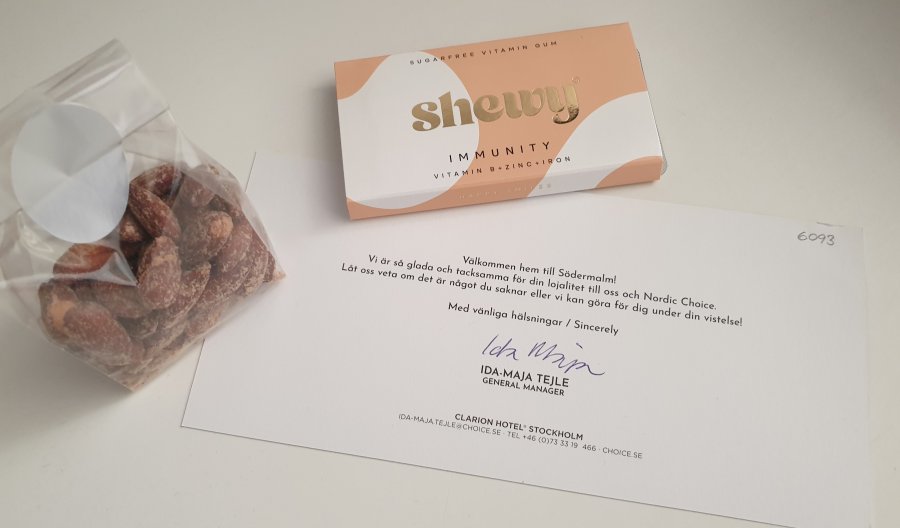 SUGARFREE VITAMIN GUM
shewy
IMMUNITY
VITAMIN B+ZINC+IRON
HAPPY CHEWS
6093
Välkommen hem till Södermalm!
Vi är så glada och tacksamma för din lojalitet till oss och Nordic Choice.
Låt oss veta om det är något du saknar eller vi kan göra för dig under din vistelse!
Med vänliga hälsningar / Sincerely
Ida Maja
IDA-MAJA TEJLE
GENERAL MANAGER
CLARION HOTEL® STOCKHOLM
IDA-MAJA.TEJLE@CHOICE.SE · TEL +46 (0)73 33 19 466 · CHOICE.SE